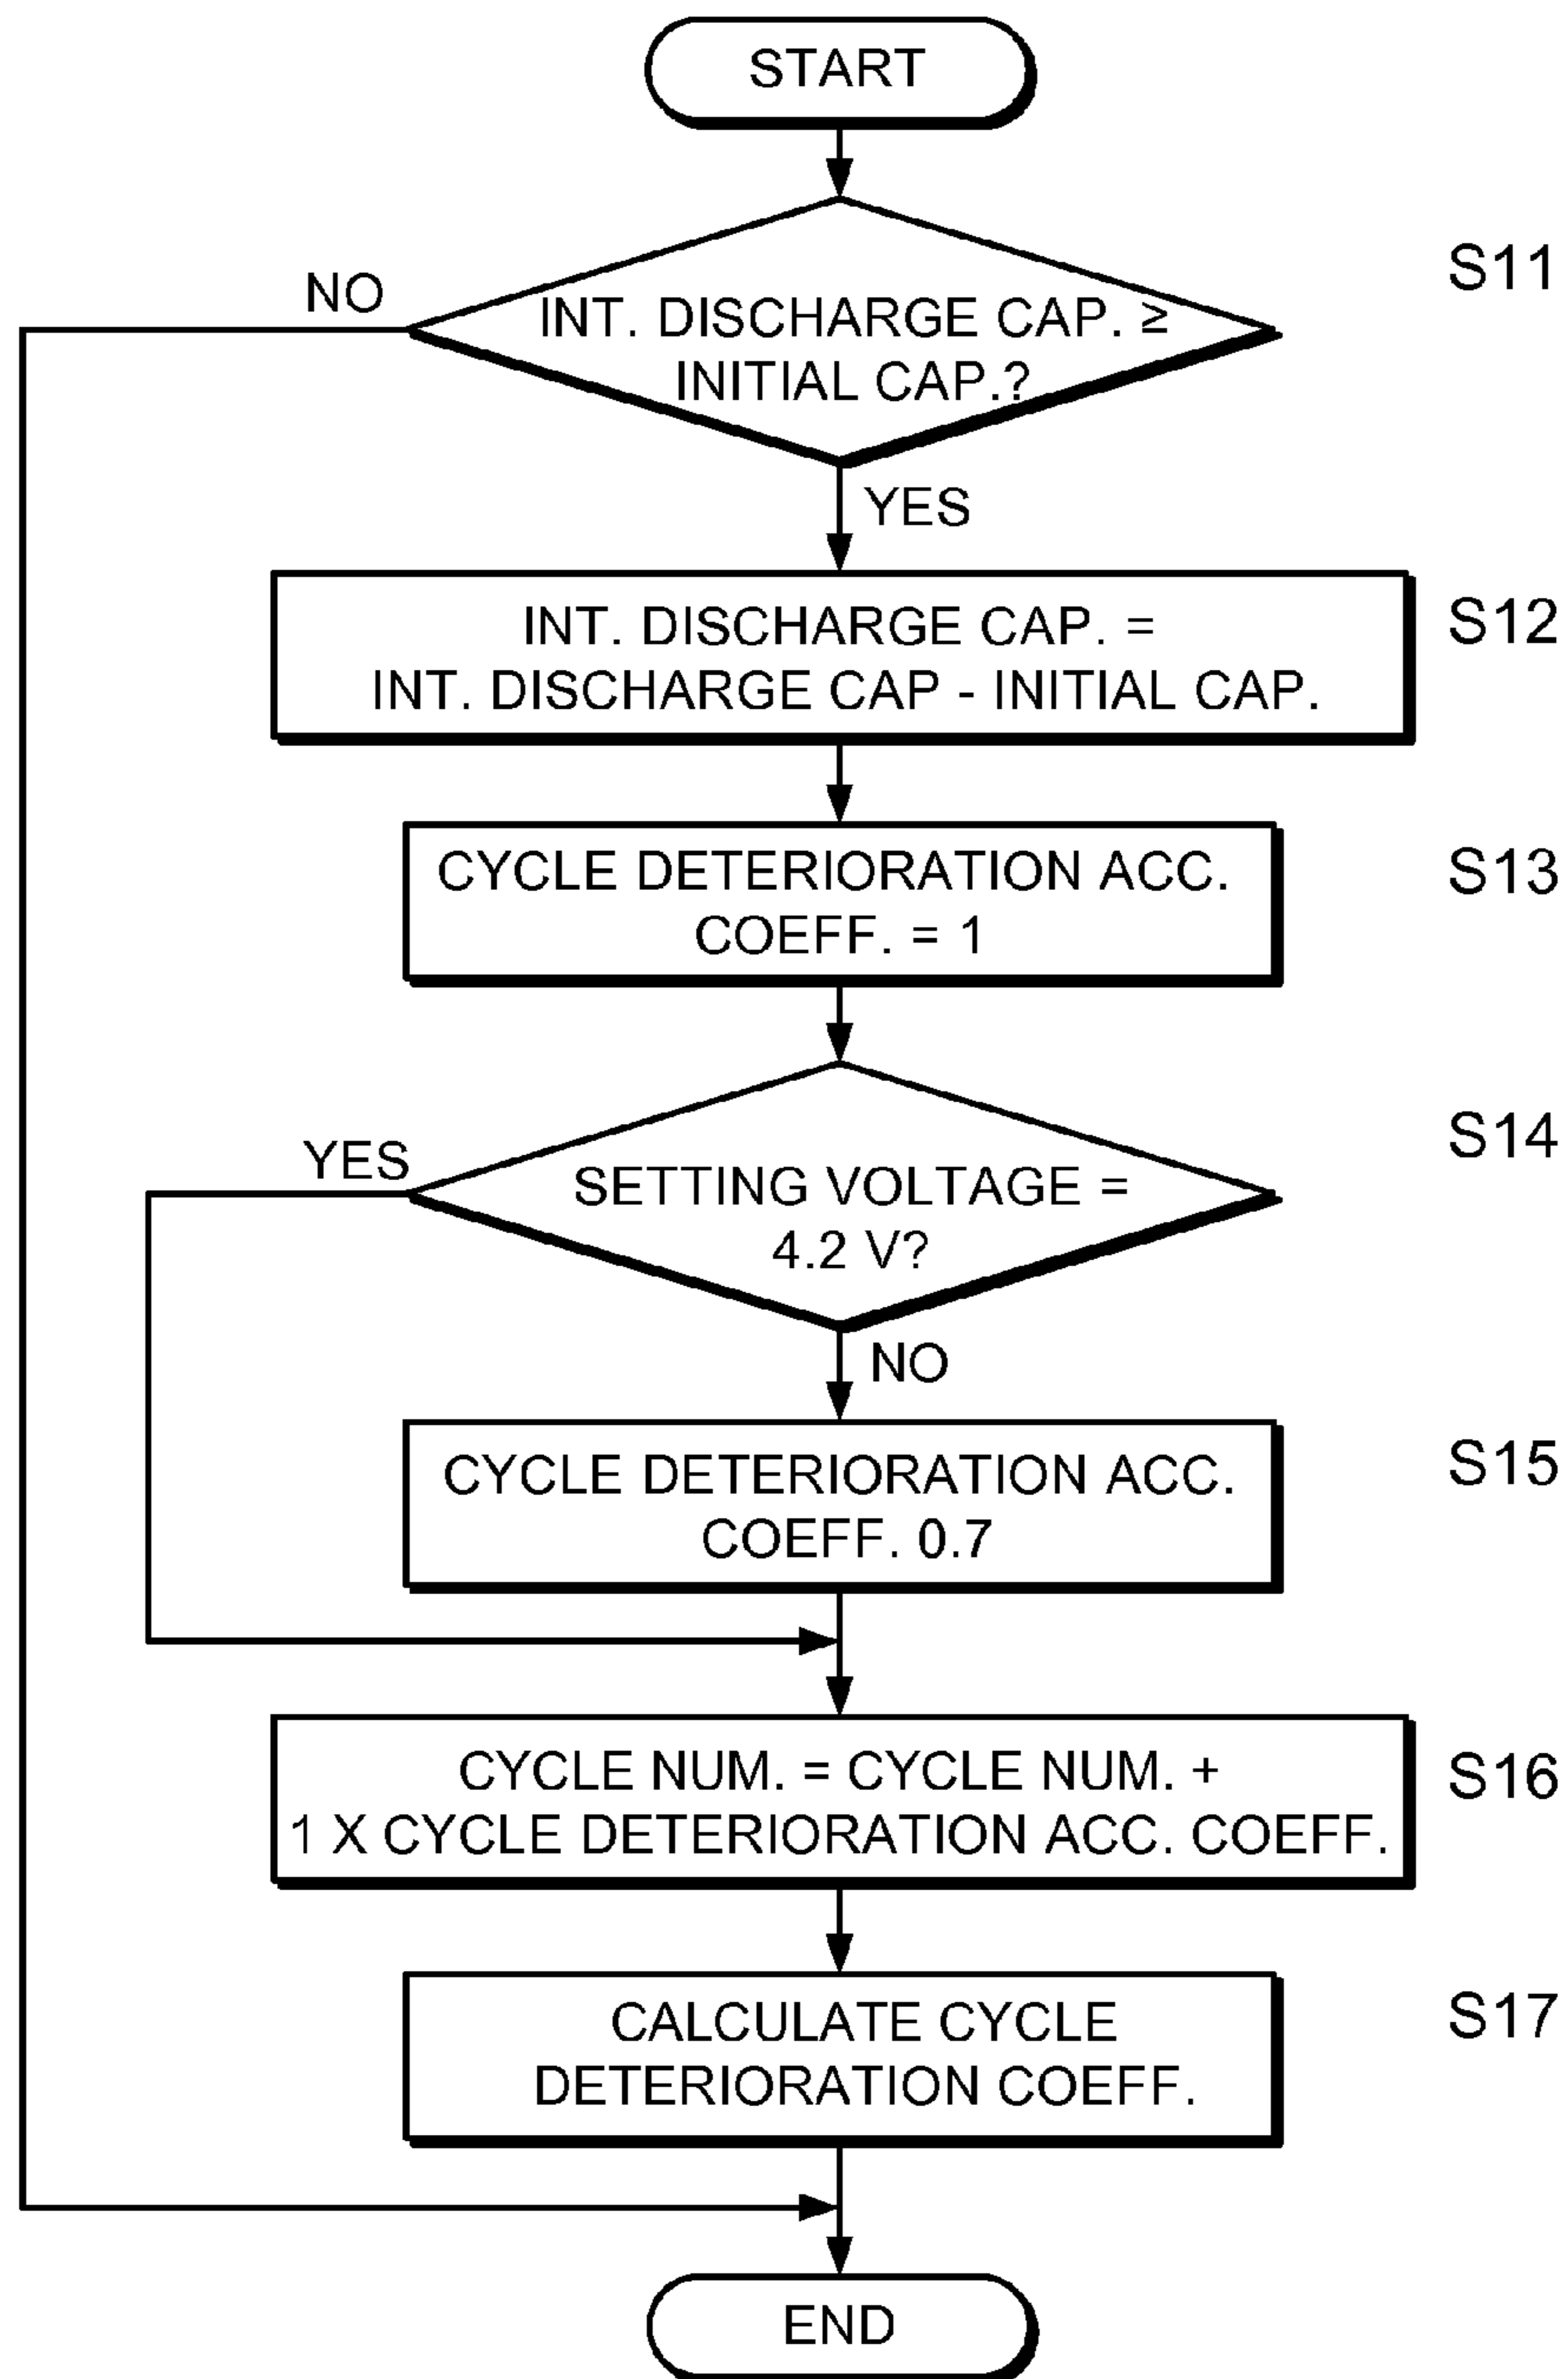 START
S11
NO
INT. DISCHARGE CAP. ≥
INITIAL CAP.?
YES
S12
INT. DISCHARGE CAP. =
INT. DISCHARGE CAP - INITIAL CAP.
S13
CYCLE DETERIORATION ACC.
COEFF. = 1
S14
YES
SETTING VOLTAGE =
4.2 V?
NO
S15
CYCLE DETERIORATION ACC.
COEFF. 0.7
S16
CYCLE NUM. = CYCLE NUM. +
1 X CYCLE DETERIORATION ACC. COEFF.
S17
CALCULATE CYCLE
DETERIORATION COEFF.
END